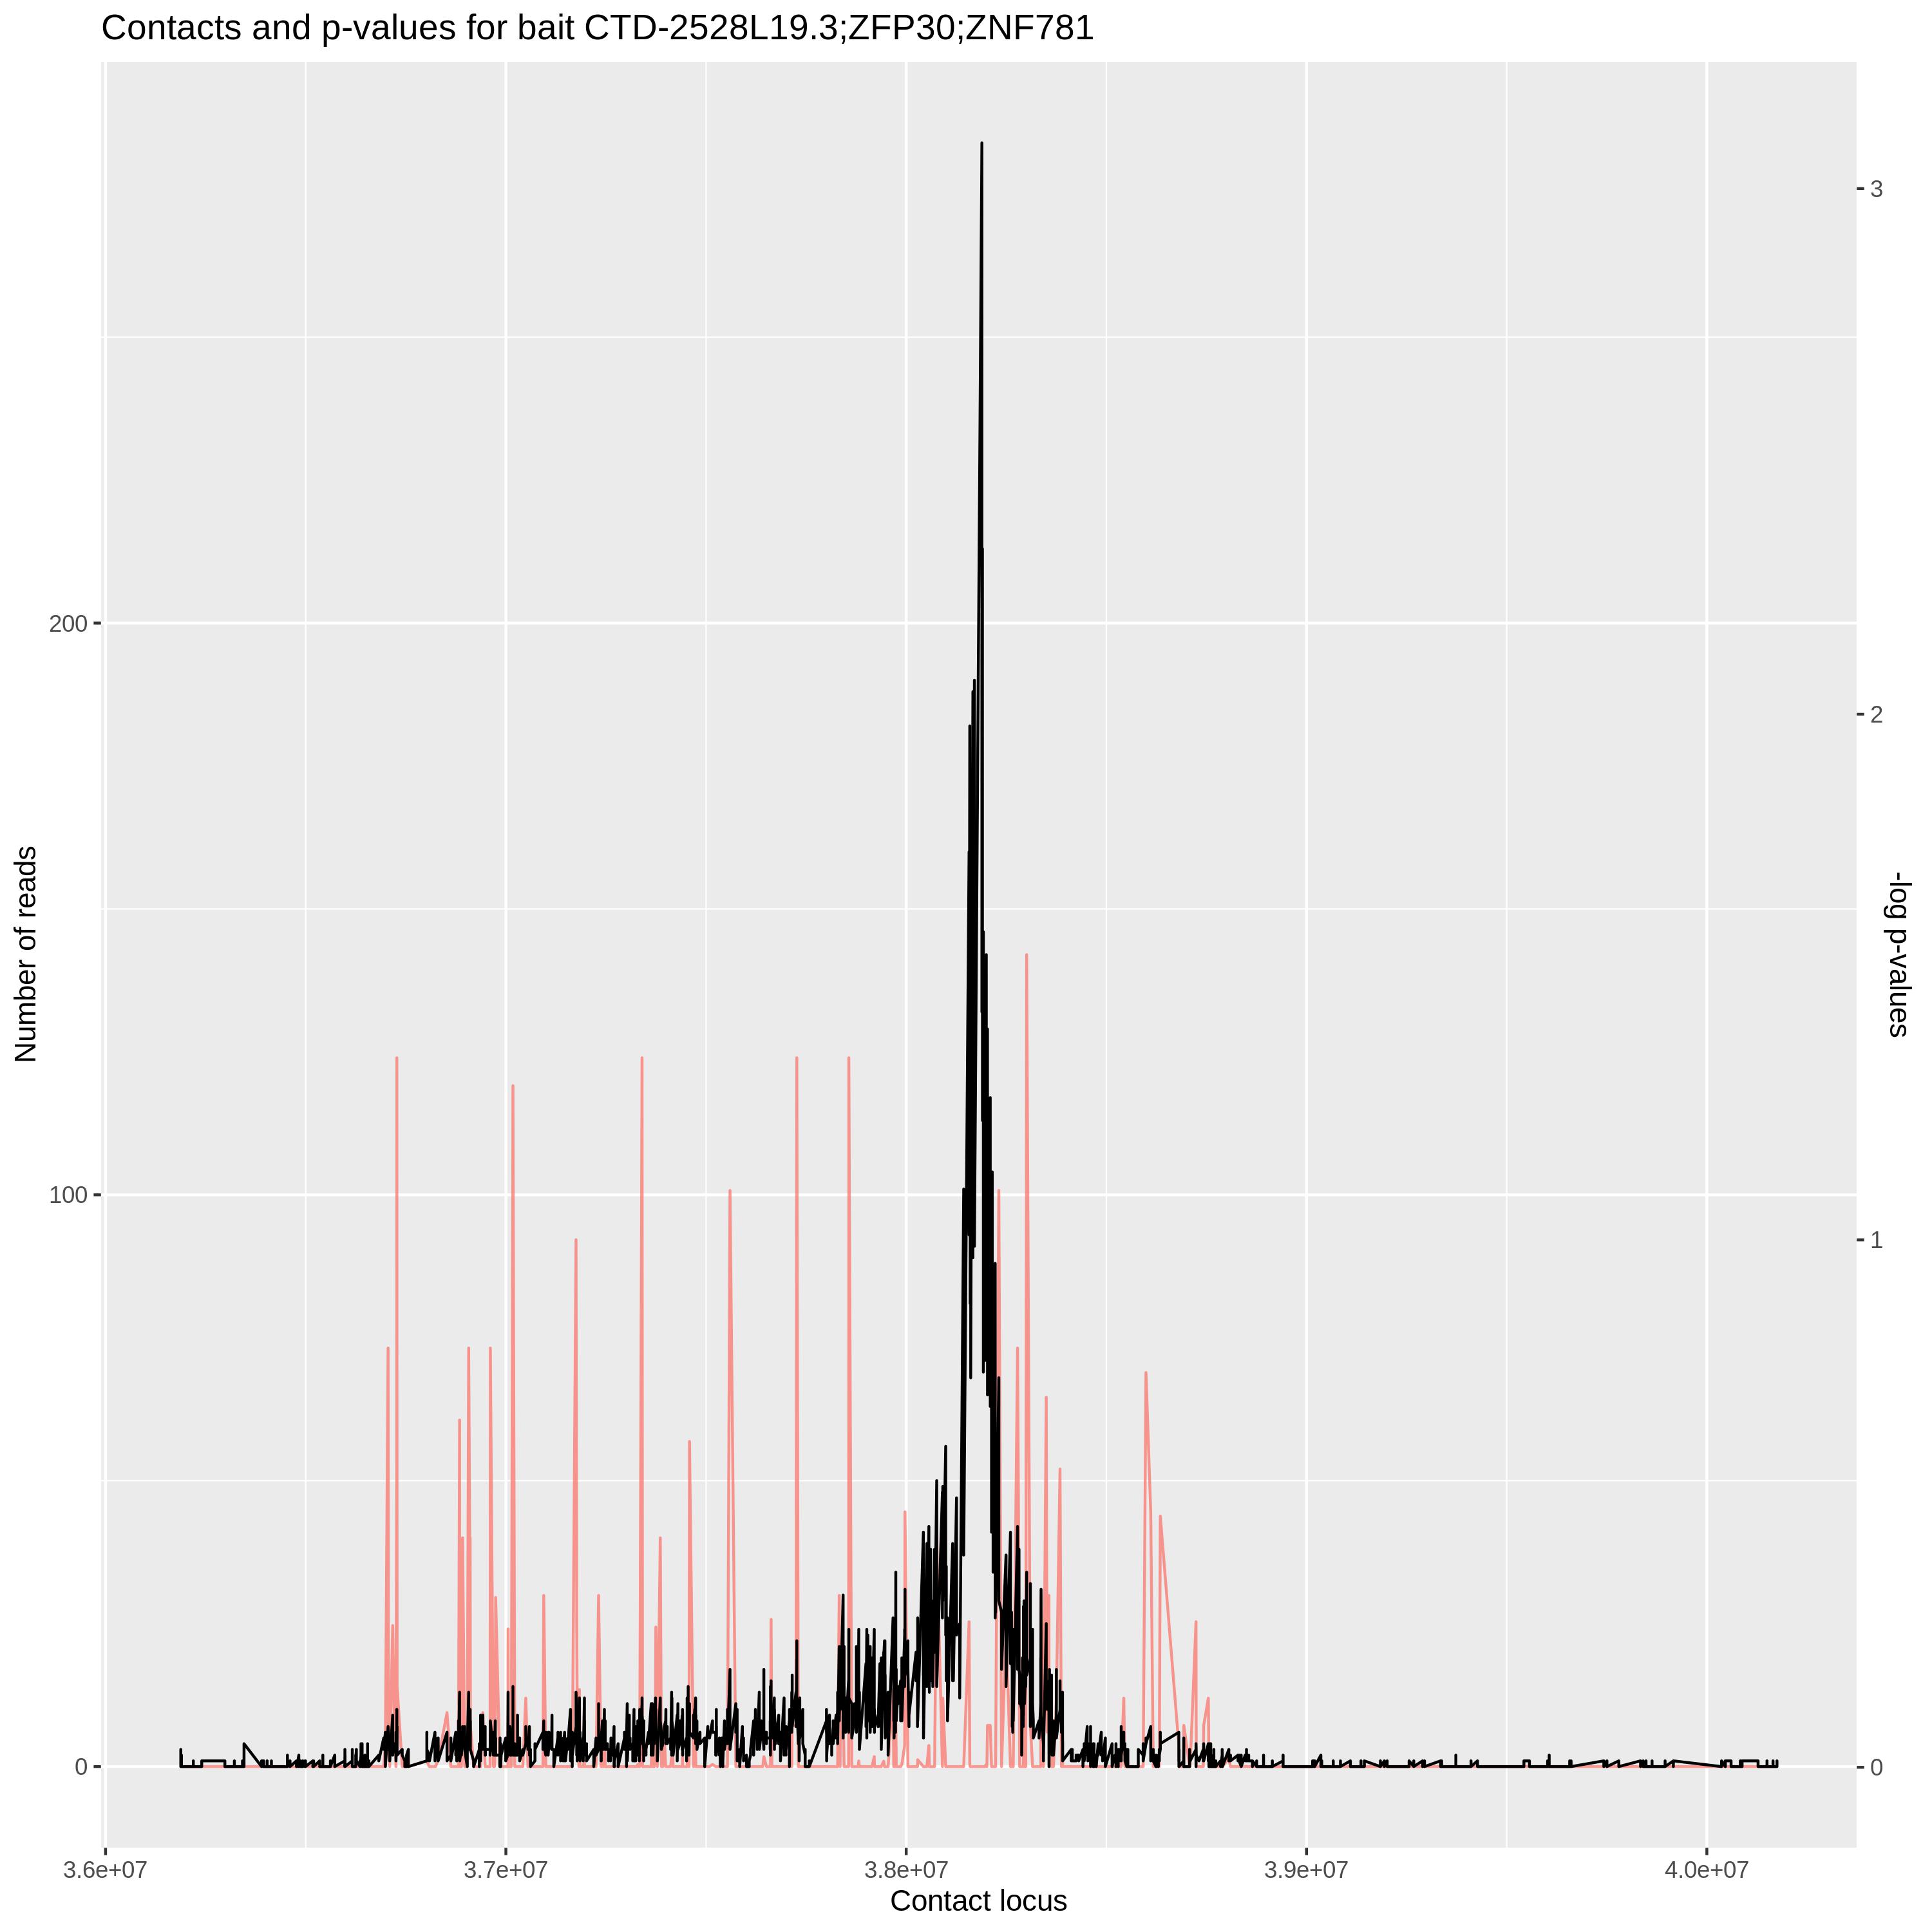 Contacts and p-values for bait CTD-2528L19.3;ZFP30;ZNF781
3
200
2
Number of reads
-log p-values
100
1
0
0
3.6e+07
3.7e+07
3.8e+07
3.9e+07
4.0e+07
Contact locus